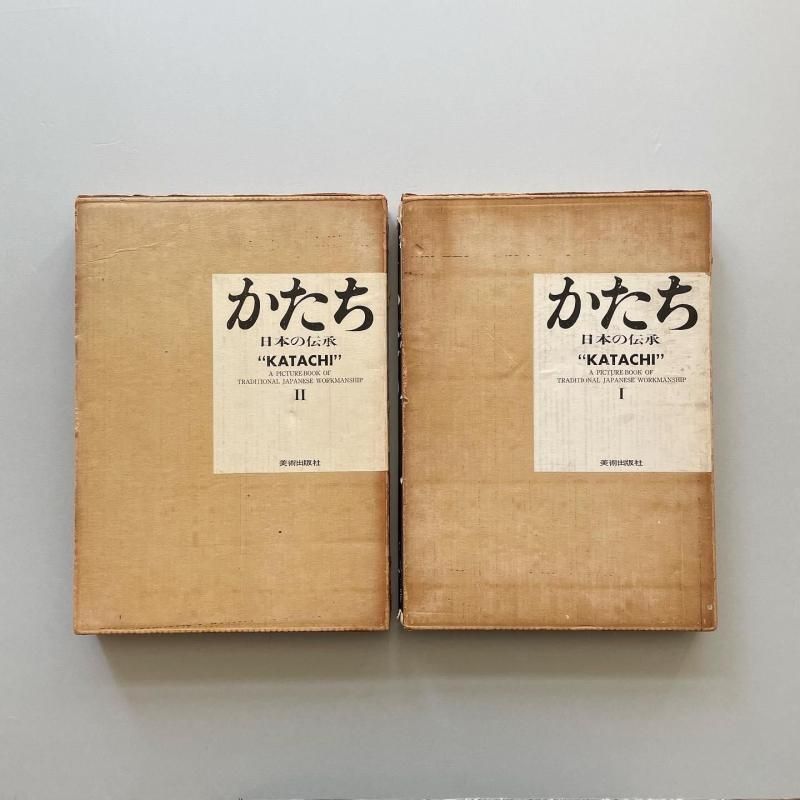 かたち
日本の伝承
“KATACHI”
A PICTURE-BOOK OF
TRADITIONAL JAPANESE WORKMANSHIP
II
美術出版社
かたち
日本の伝承
“KATACHI”
A PICTURE-BOOK OF
TRADITIONAL JAPANESE WORKMANSHIP
I
美術出版社